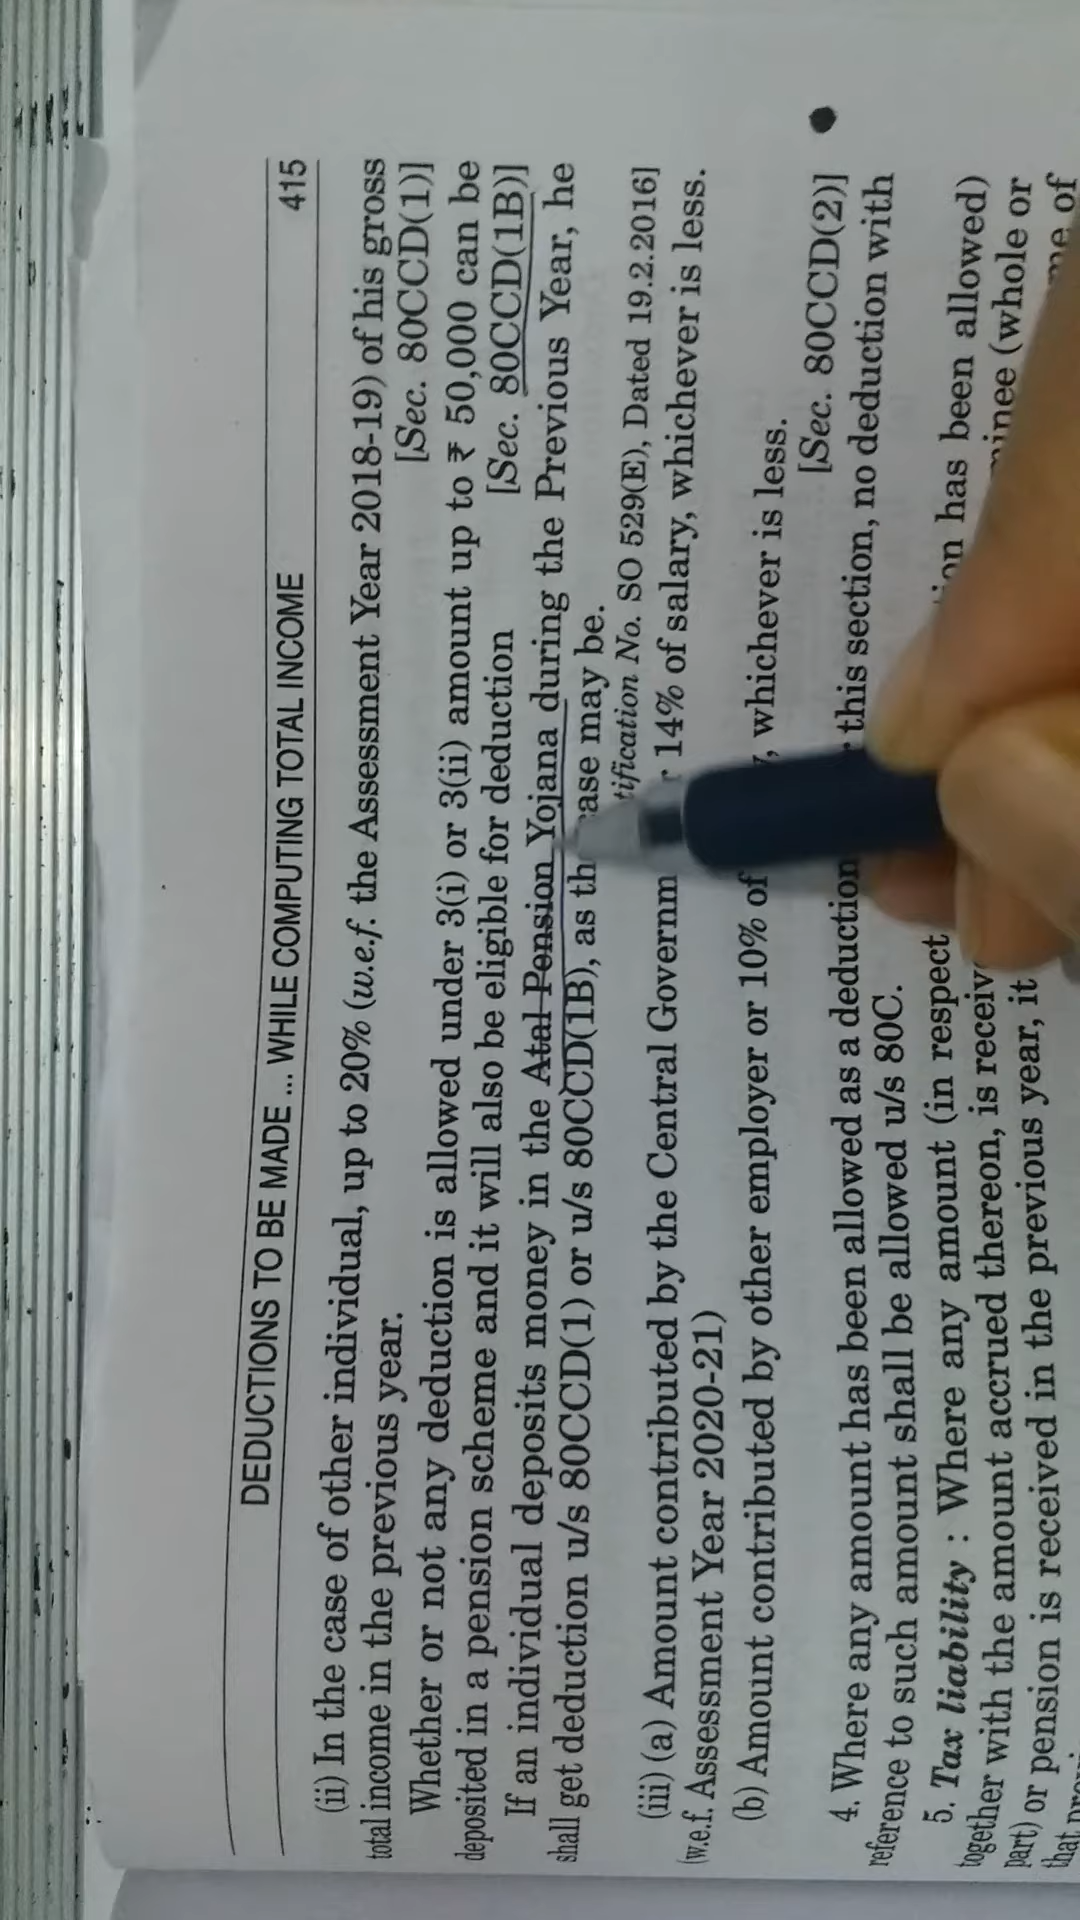 DEDUCTIONS TO BE MADE ... WHILE COMPUTING TOTAL INCOME 415
(ii) In the case of other individual, up to 20% (w.e.f. the Assessment Year 2018-19) of his gross
total income in the previous year. [Sec. 80CCD(1)]
Whether or not any deduction is allowed under 3(i) or 3(ii) amount up to ₹ 50,000 can be
deposited in a pension scheme and it will also be eligible for deduction [Sec. 80CCD(1B)]
If an individual deposits money in the Atal Pension Yojana during the Previous Year, he
shall get deduction u/s 80CCD(1) or u/s 80CCD(1B), as the case may be.
SO 529(E), Dated 19.2.2016]
(iii) (a) Amount contributed by the Central 14% of salary, whichever is less.
(w.e.f. Assessment Year 2020-21)
(b) Amount contributed by other employer or 10% of whichever is less.
[Sec. 80CCD(2)]
4. Where any amount has been allowed as a deduction this section, no deduction with
reference to such amount shall be allowed u/s 80C.
5. Tax liability : Where any amount (in respect has been allowed)
together with the amount accrued thereon, is (whole or
part) or pension is received in the previous year, it of
that